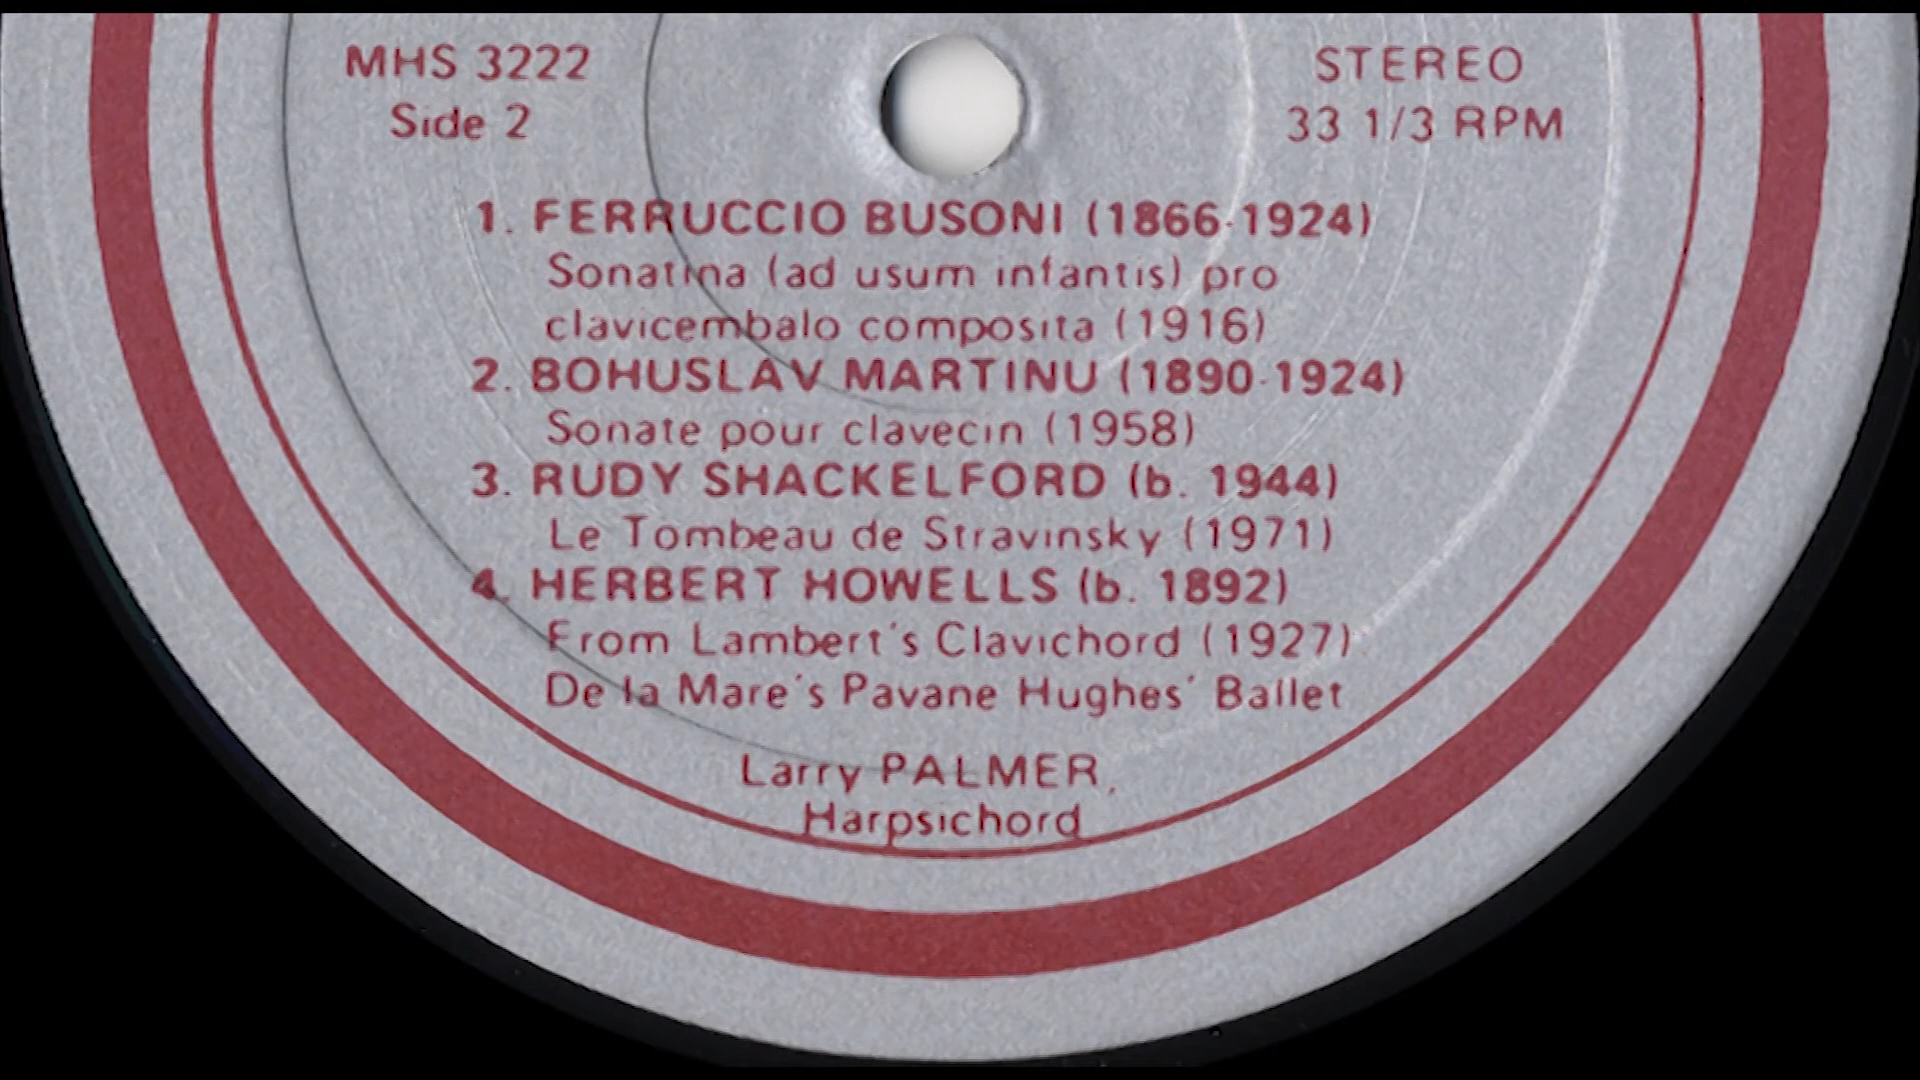 MHS 3222
Side 2
STEREO
33 1/3 RPM
1. FERRUCCIO BUSONI (1866-1924)
Sonatina (ad usum infantis) pro
clavicembalo composita (1916)
2. BOHUSLAV MARTINU (1890-1924)
Sonate pour clavecin (1958)
3. RUDY SHACKELFORD (b. 1944)
Le Tombeau de Stravinsky (1971)
4. HERBERT HOWELLS (b. 1892)
From Lambert's Clavichord (1927)
De la Mare's Pavane Hughes' Ballet
Larry PALMER,
Harpsichord